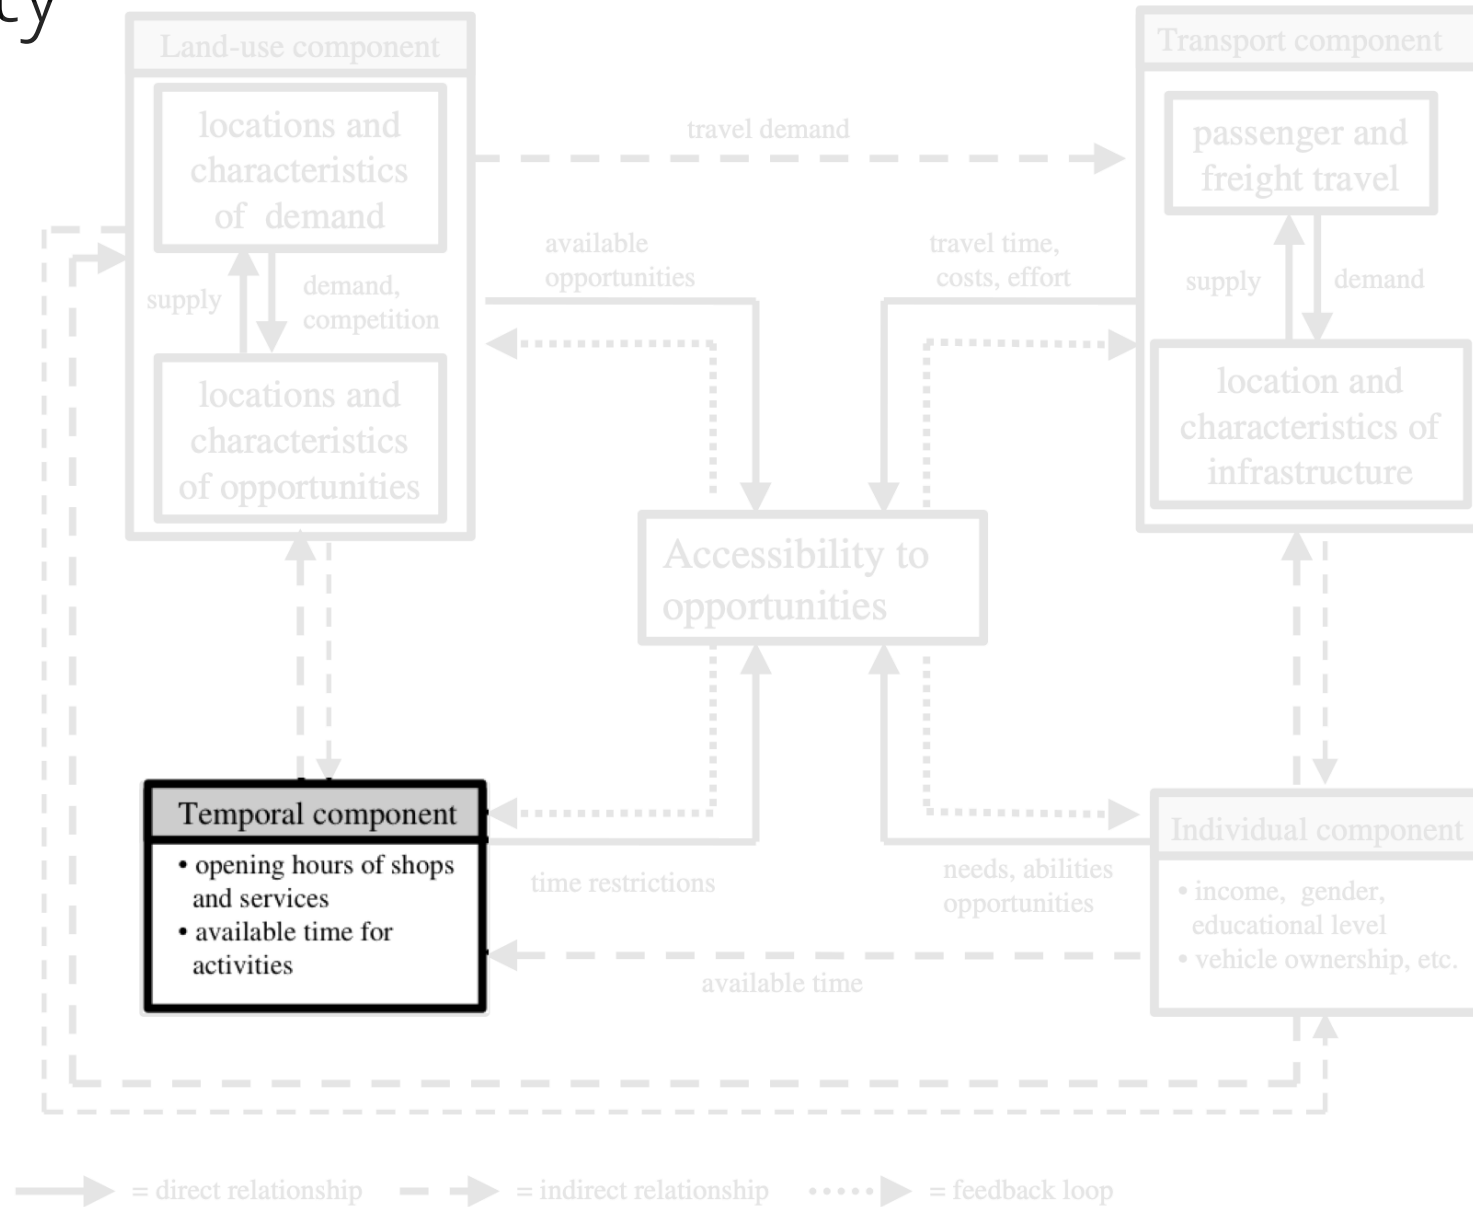 ty
Land-use component
locations and
characteristics
of demand
supply
demand,
competition
locations and
characteristics
of opportunities
travel demand
available
opportunities
travel time,
costs, effort
Transport component
passenger and
freight travel
supply
demand
location and
characteristics of
infrastructure
Accessibility to
opportunities
Temporal component
• opening hours of shops
and services
• available time for
activities
time restrictions
needs, abilities
opportunities
available time
Individual component
• income, gender,
educational level
• vehicle ownership, etc.
= direct relationship
= indirect relationship
= feedback loop